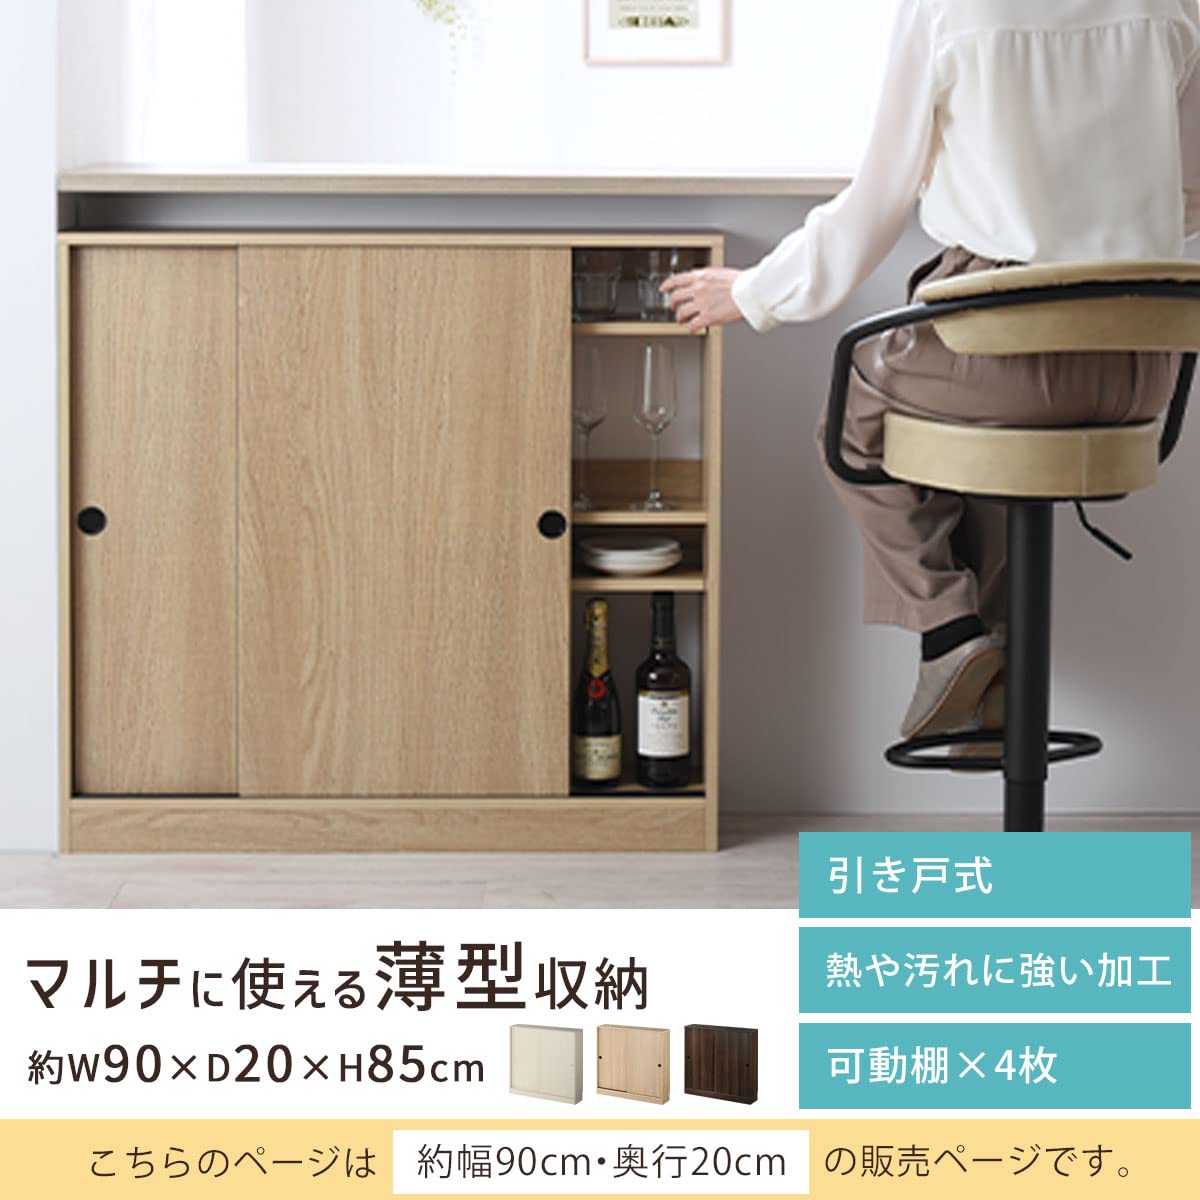 引き戸式
熱や汚れに強い加工
可動棚×4枚
マルチに使える薄型収納
約W90×D20×H85cm
こちらのページは 約幅90cm・奥行20cm の販売ページです。